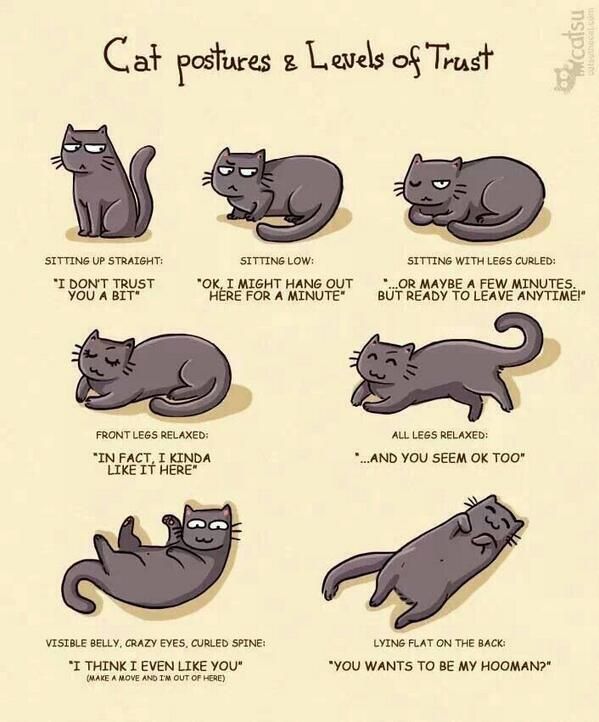 Cat postures & Levels of Trust
catsu
catsuthecat.com
SITTING UP STRAIGHT:
"I DON'T TRUST
YOU A BIT"
SITTING LOW:
"OK, I MIGHT HANG OUT
HERE FOR A MINUTE"
SITTING WITH LEGS CURLED:
"...OR MAYBE A FEW MINUTES.
BUT READY TO LEAVE ANYTIME!"
FRONT LEGS RELAXED:
"IN FACT, I KINDA
LIKE IT HERE"
ALL LEGS RELAXED:
"...AND YOU SEEM OK TOO"
VISIBLE BELLY, CRAZY EYES, CURLED SPINE:
"I THINK I EVEN LIKE YOU"
(MAKE A MOVE AND I'M OUT OF HERE)
LYING FLAT ON THE BACK:
"YOU WANTS TO BE MY HOOMAN?"